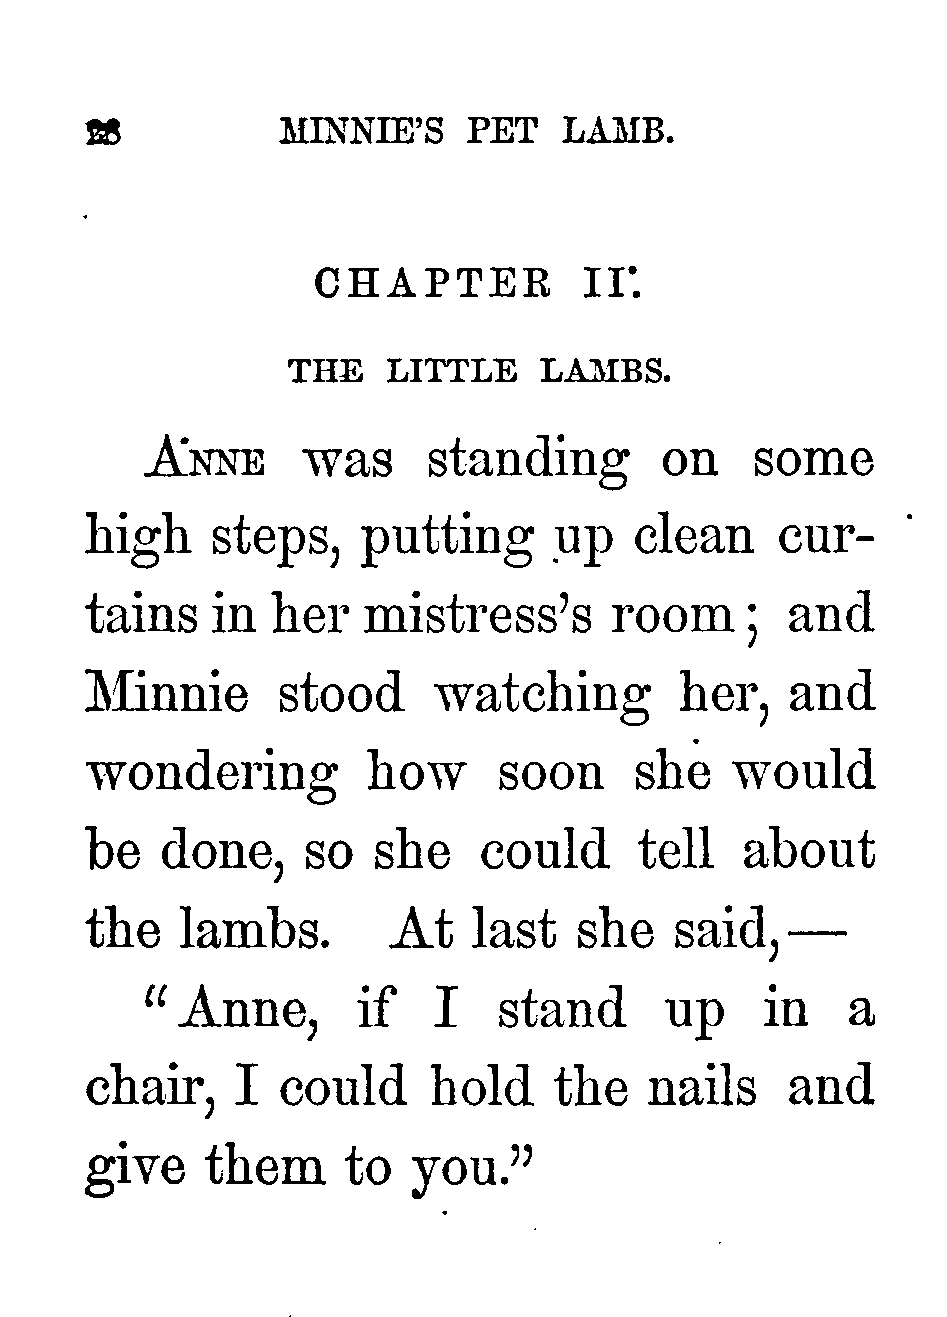 28 MINNIE'S PET LAMB.
CHAPTER II.
THE LITTLE LAMBS.
ANNE was standing on some
high steps, putting up clean cur-
tains in her mistress's room; and
Minnie stood watching her, and
wondering how soon she would
be done, so she could tell about
the lambs. At last she said,—
"Anne, if I stand up in a
chair, I could hold the nails and
give them to you."